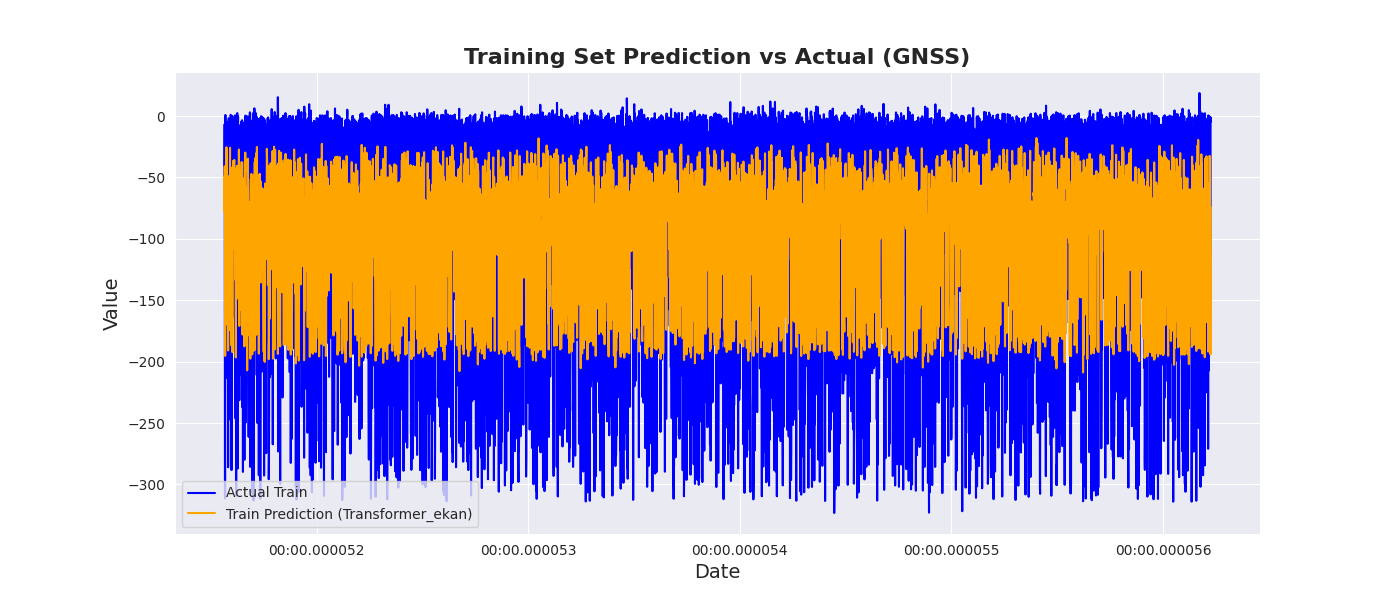 Training Set Prediction vs Actual (GNSS)
Value
0
−50
−100
−150
−200
−250
−300
Actual Train
Train Prediction (Transformer_ekan)
00:00.000052 00:00.000053 00:00.000054 00:00.000055 00:00.000056
Date